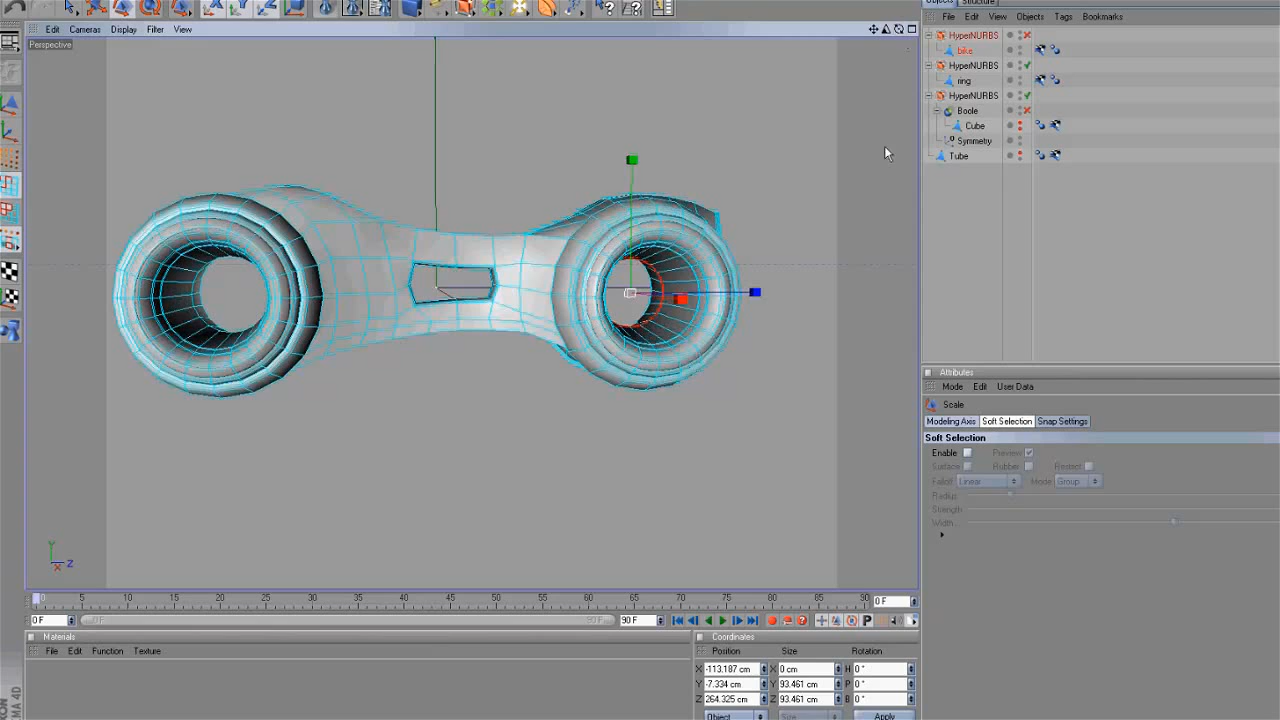 Objects Structure
File Edit View Objects Tags Bookmarks
Edit Cameras Display Filter View
Perspective
HyperNURBS
bike
HyperNURBS
ring
HyperNURBS
Boole
Cube
Symmetry
Tube
Attributes
Mode Edit User Data
Scale
Modeling Axis Soft Selection Snap Settings
Soft Selection
Enable Preview
Surface Rubber Restrict
Falloff Linear Mode Group
Radius
Strength
Width
Y
X Z
0 5 10 15 20 25 30 35 40 45 50 55 60 65 70 75 80 85 90 0 F
0 F 0 F 90 F 90 F
Materials
File Edit Function Texture
Coordinates
Position Size Rotation
X -113.187 cm X 0 cm H 0 °
Y -7.334 cm Y 93.461 cm P 0 °
Z 264.325 cm Z 93.461 cm B 0 °
Object Size Apply
MA 4D